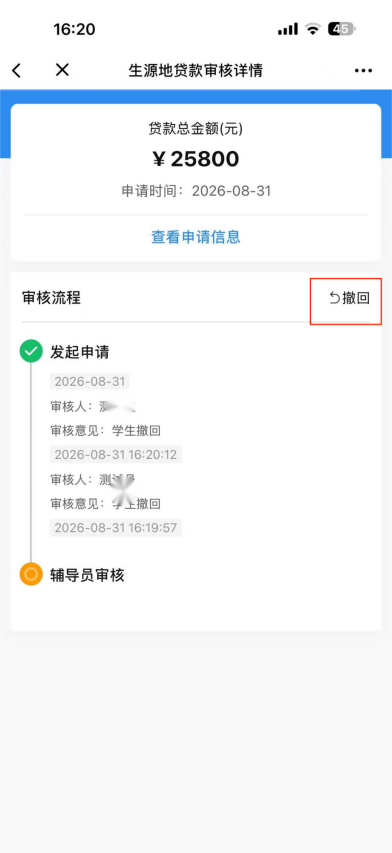 16:20
45
生源地贷款审核详情
贷款总金额(元)
¥ 25800
申请时间：2026-08-31
查看申请信息
审核流程
撤回
发起申请
2026-08-31
审核人：
审核意见：学生撤回
2026-08-31 16:20:12
审核人：测
审核意见：学生撤回
2026-08-31 16:19:57
辅导员审核